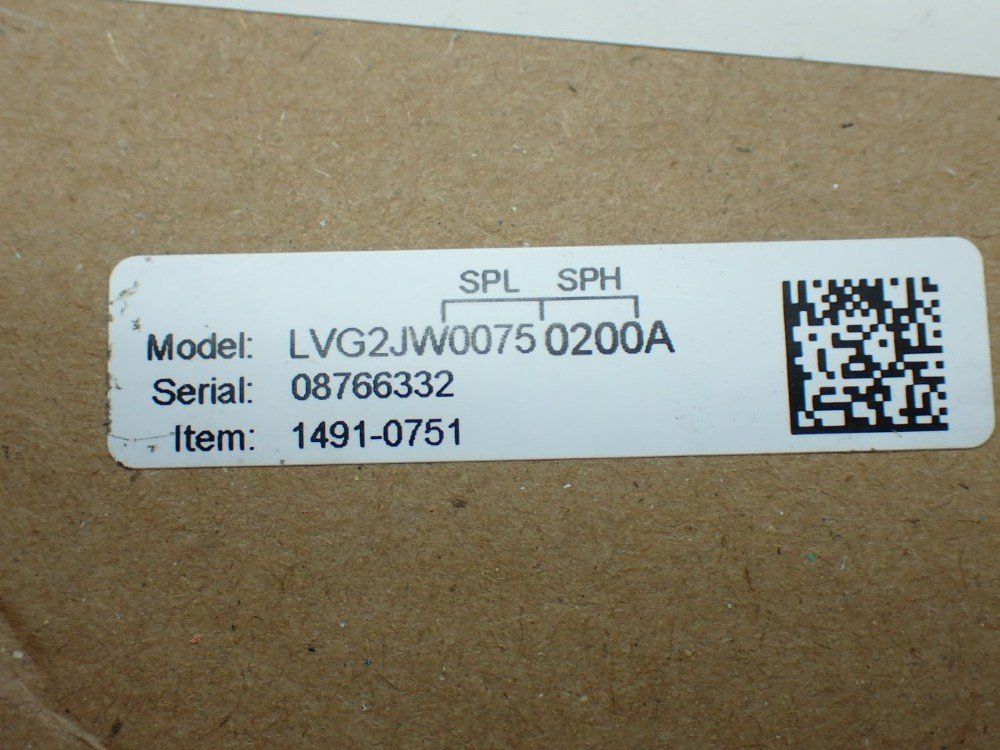 SPL SPH
Model: LVG2JW0075 0200A
Serial: 08766332
Item: 1491-0751